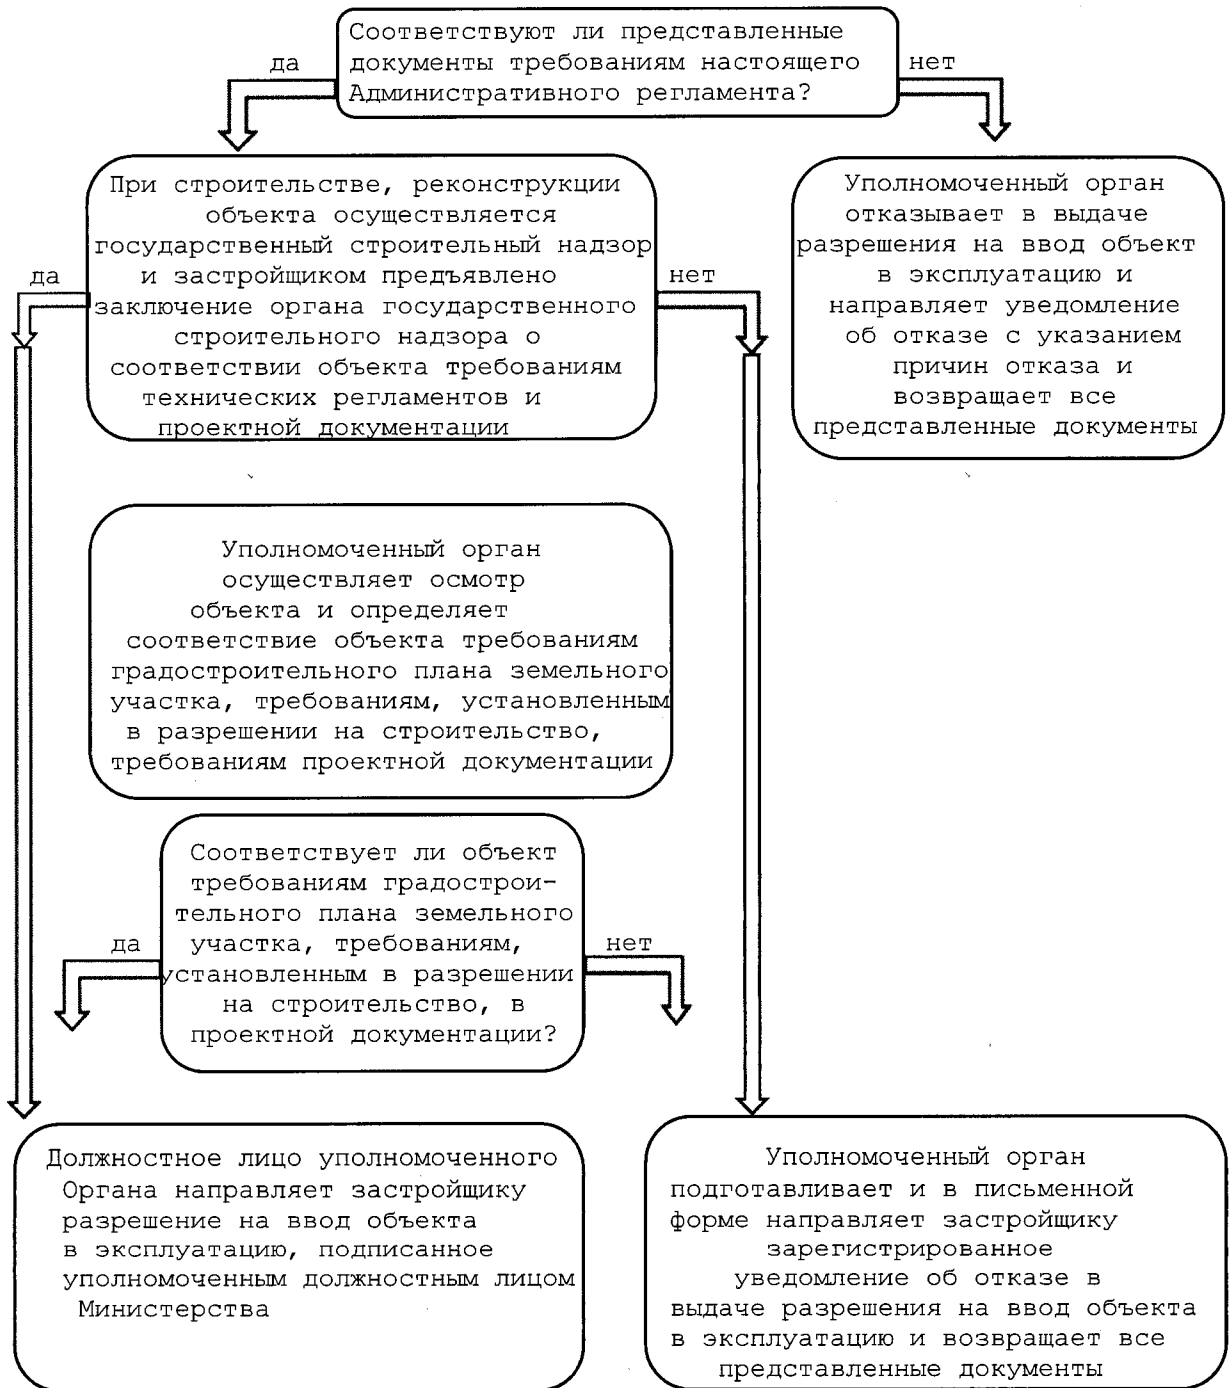 Соответствуют ли представленные
документы требованиям настоящего
Административного регламента?
да
нет
При строительстве, реконструкции
объекта осуществляется
государственный строительный надзор
и застройщиком предъявлено
заключение органа государственного
строительного надзора о
соответствии объекта требованиям
технических регламентов и
проектной документации
да
нет
Уполномоченный орган
отказывает в выдаче
разрешения на ввод объект
в эксплуатацию и
направляет уведомление
об отказе с указанием
причин отказа и
возвращает все
представленные документы
Уполномоченный орган
осуществляет осмотр
объекта и определяет
соответствие объекта требованиям
градостроительного плана земельного
участка, требованиям, установленным
в разрешении на строительство,
требованиям проектной документации
Соответствует ли объект
требованиям градострои-
тельного плана земельного
участка, требованиям,
установленным в разрешении
на строительство, в
проектной документации?
да
нет
Должностное лицо уполномоченного
Органа направляет застройщику
разрешение на ввод объекта
в эксплуатацию, подписанное
уполномоченным должностным лицом
Министерства
Уполномоченный орган
подготавливает и в письменной
форме направляет застройщику
зарегистрированное
уведомление об отказе в
выдаче разрешения на ввод объекта
в эксплуатацию и возвращает все
представленные документы